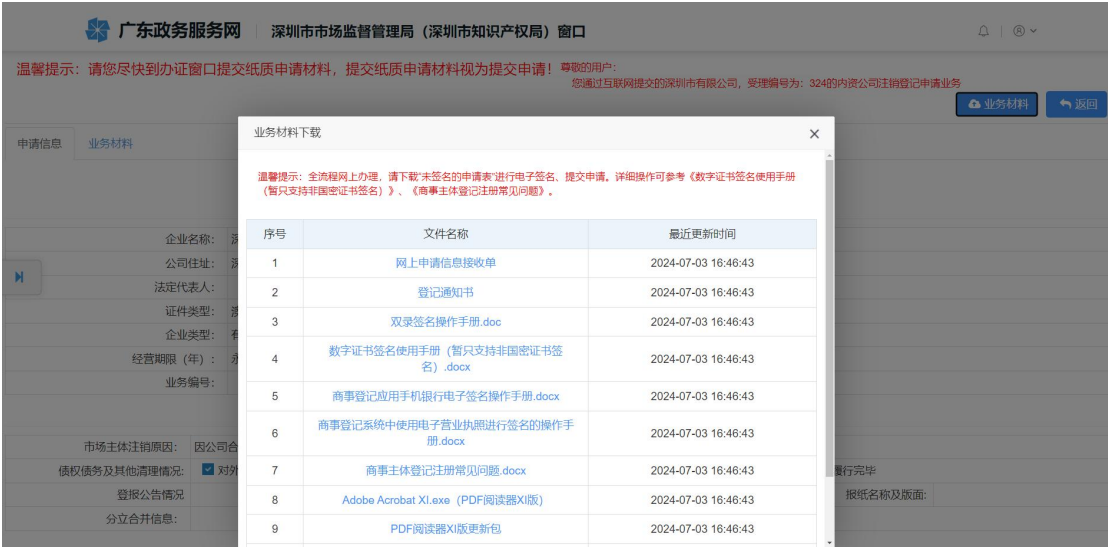 广东政务服务网 深圳市市场监督管理局（深圳市知识产权局）窗口
温馨提示：请您尽快到办证窗口提交纸质申请材料，提交纸质申请材料视为提交申请！ 尊敬的用户：
您通过互联网提交的深圳市有限公司，受理编号为：324的内资公司注销登记申请业务
业务材料 返回
申请信息 业务材料
业务材料下载
温馨提示：全流程网上办理，请下载"未签名的申请表"进行电子签名、提交申请。详细操作可参考《数字证书签名使用手册
（暂只支持非国密证书签名）》、《商事主体登记注册常见问题》。
序号 文件名称 最近更新时间
1 网上申请信息接收单 2024-07-03 16:46:43
2 登记通知书 2024-07-03 16:46:43
3 双录签名操作手册.doc 2024-07-03 16:46:43
4 数字证书签名使用手册（暂只支持非国密证书签
名）.docx 2024-07-03 16:46:43
5 商事登记应用手机银行电子签名操作手册.docx 2024-07-03 16:46:43
6 商事登记系统中使用电子营业执照进行签名的操作手
册.docx 2024-07-03 16:46:43
7 商事主体登记注册常见问题.docx 2024-07-03 16:46:43
8 Adobe Acrobat XI.exe（PDF阅读器XI版） 2024-07-03 16:46:43
9 PDF阅读器XI版更新包 2024-07-03 16:46:43
企业名称：
公司住址：
法定代表人：
证件类型：
企业类型：
经营期限（年）：
业务编号：
市场主体注销原因： 因公司合
债权债务及其他清理情况: 对外 履行完毕
登报公告情况 报纸名称及版面:
分立合并信息：